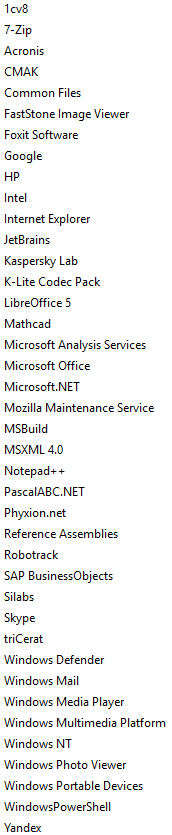 1cv8
7-Zip
Acronis
CMAK
Common Files
FastStone Image Viewer
Foxit Software
Google
HP
Intel
Internet Explorer
JetBrains
Kaspersky Lab
K-Lite Codec Pack
LibreOffice 5
Mathcad
Microsoft Analysis Services
Microsoft Office
Microsoft.NET
Mozilla Maintenance Service
MSBuild
MSXML 4.0
Notepad++
PascalABC.NET
Phyxion.net
Reference Assemblies
Robotrack
SAP BusinessObjects
Silabs
Skype
triCerat
Windows Defender
Windows Mail
Windows Media Player
Windows Multimedia Platform
Windows NT
Windows Photo Viewer
Windows Portable Devices
WindowsPowerShell
Yandex